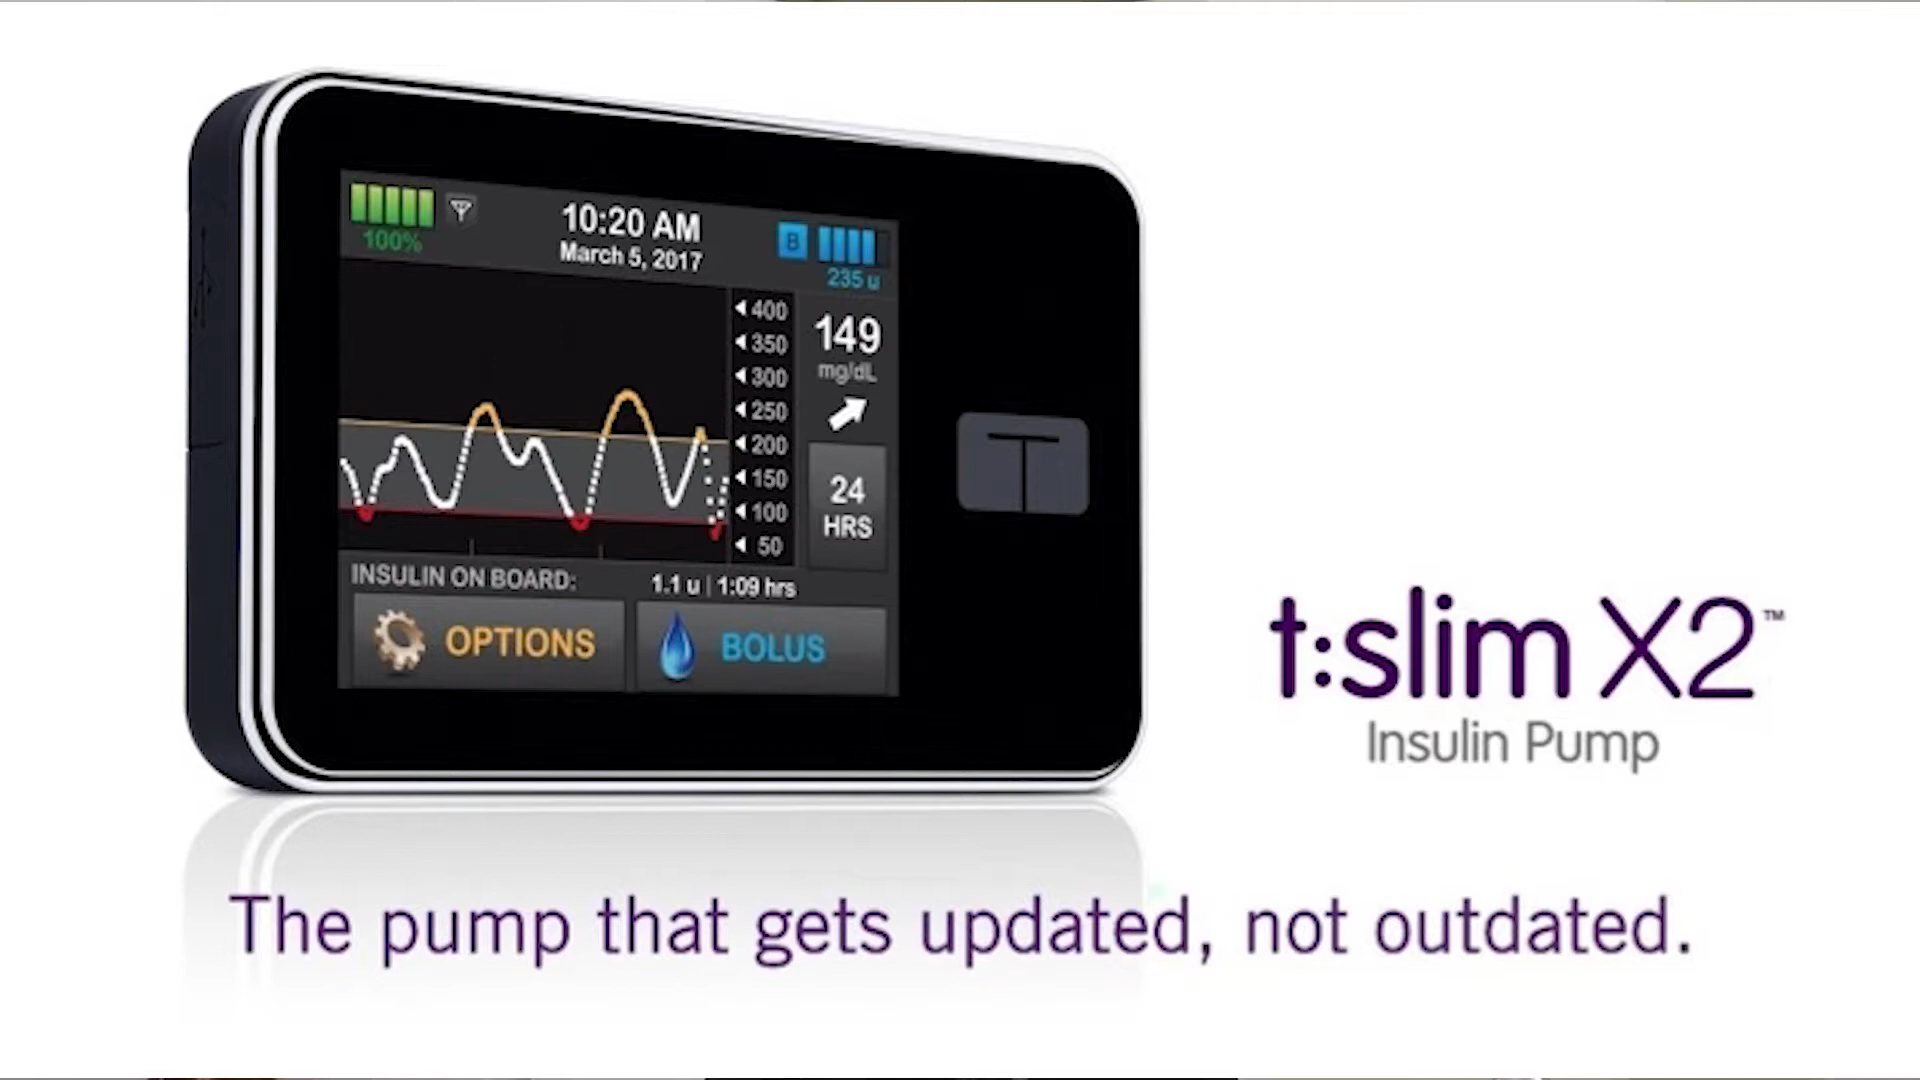 10:20 AM
100%
March 5, 2017
B
235 u
400
350
300
250
200
150
100
50
149
mg/dL
24
HRS
INSULIN ON BOARD: 1.1 u | 1:09 hrs
OPTIONS
BOLUS
T
t:slim X2™
Insulin Pump
The pump that gets updated, not outdated.